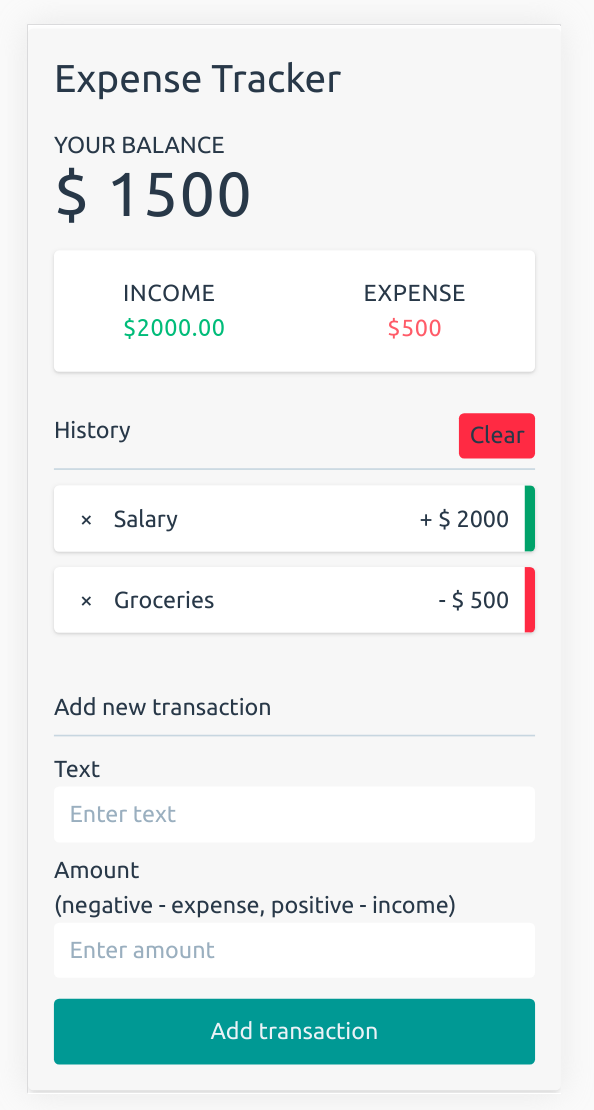 Expense Tracker
YOUR BALANCE
$ 1500
INCOME EXPENSE
$2000.00 $500
History Clear
× Salary + $ 2000
× Groceries - $ 500
Add new transaction
Text
Enter text
Amount
(negative - expense, positive - income)
Enter amount
Add transaction